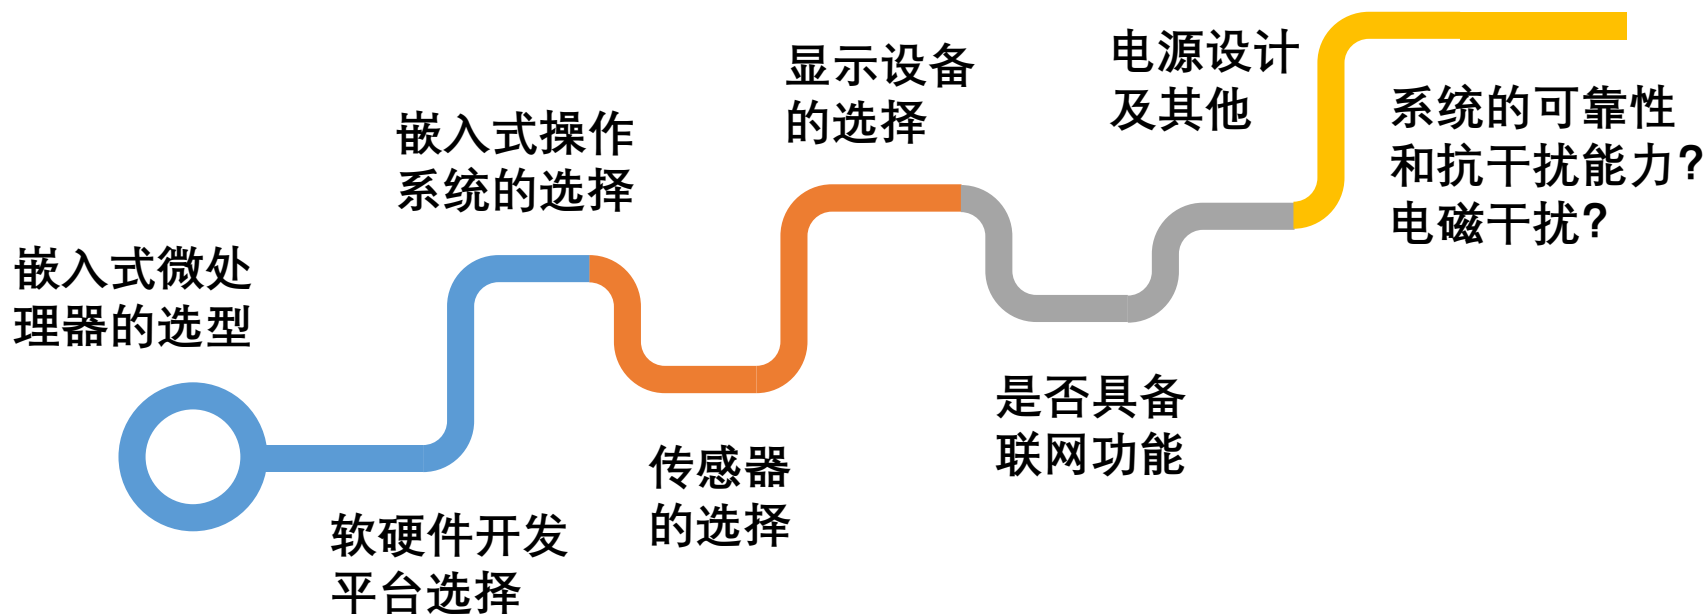 嵌入式微处
理器的选型
软硬件开发
平台选择
嵌入式操作
系统的选择
传感器
的选择
显示设备
的选择
是否具备
联网功能
电源设计
及其他
系统的可靠性
和抗干扰能力?
电磁干扰?